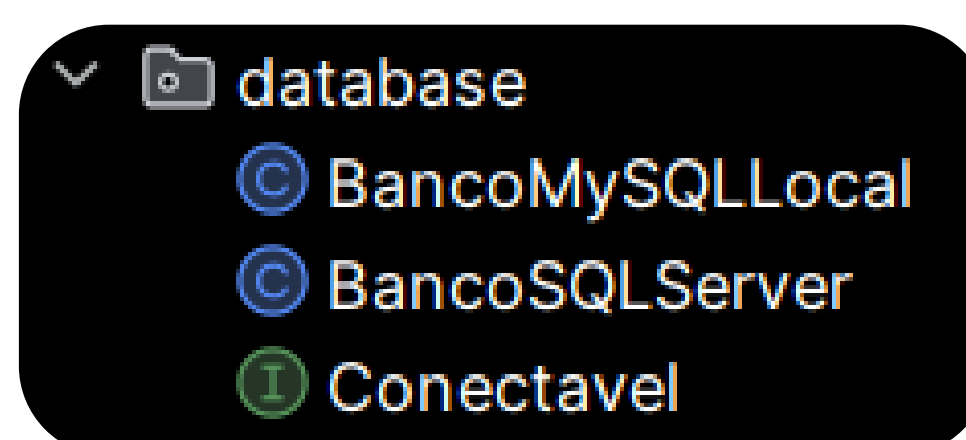 database
C BancoMySQLLocal
C BancoSQLServer
I Conectavel